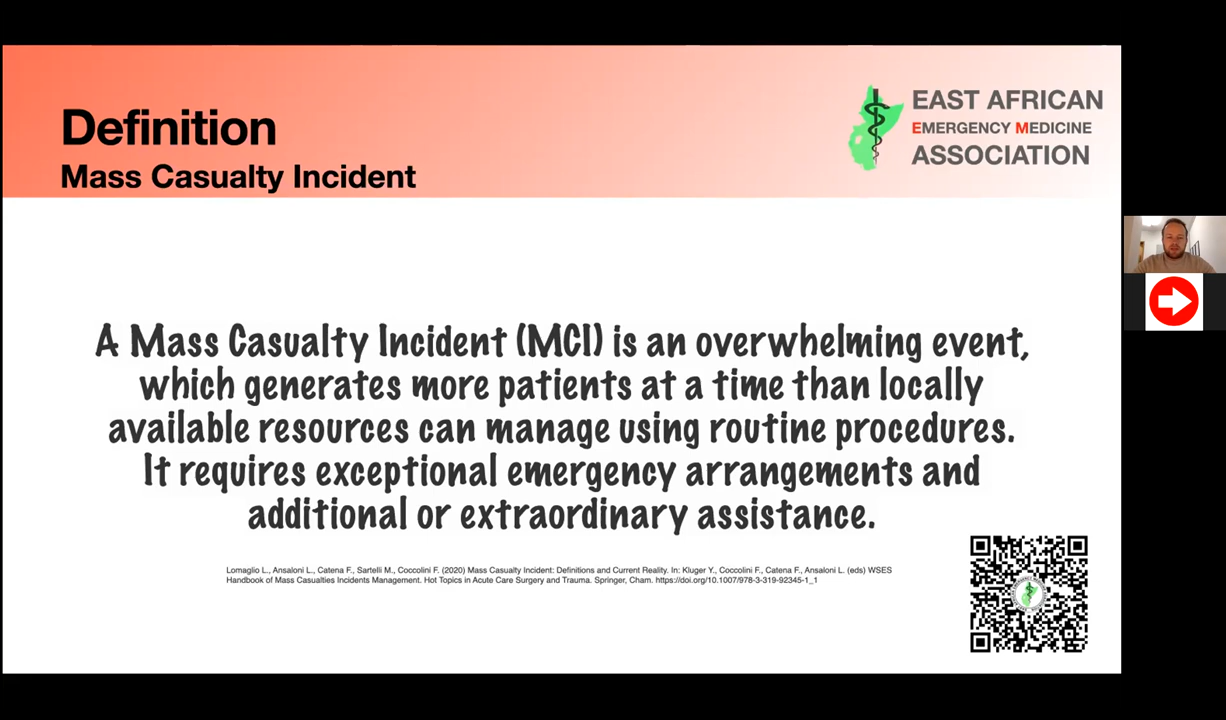 Definition
Mass Casualty Incident
EAST AFRICAN
EMERGENCY MEDICINE
ASSOCIATION
A Mass Casualty Incident (MCI) is an overwhelming event,
which generates more patients at a time than locally
available resources can manage using routine procedures.
It requires exceptional emergency arrangements and
additional or extraordinary assistance.
Lomaglio L., Ansaloni L., Catena F., Sartelli M., Coccolini F. (2020) Mass Casualty Incident: Definitions and Current Reality. In: Kluger Y., Coccolini F., Catena F., Ansaloni L. (eds) WSES
Handbook of Mass Casualties Incidents Management. Hot Topics in Acute Care Surgery and Trauma. Springer, Cham. https://doi.org/10.1007/978-3-319-92345-1_1